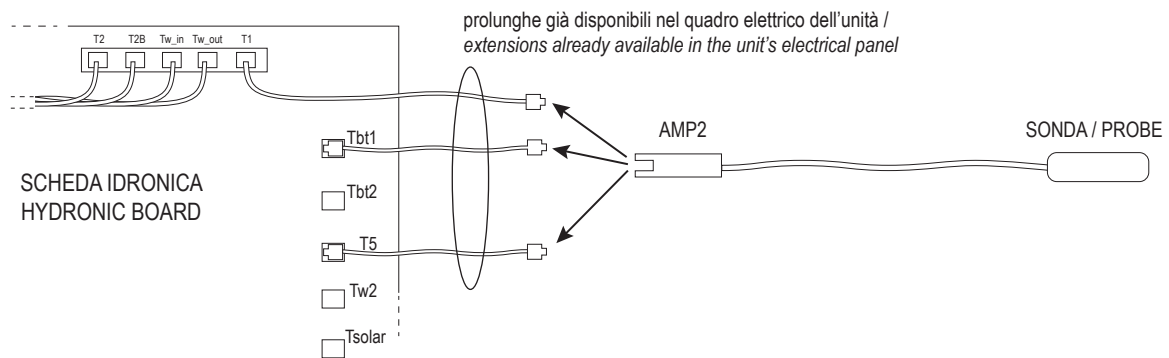 prolunghe già disponibili nel quadro elettrico dell'unità /
extensions already available in the unit's electrical panel
T2 T2B Tw_in Tw_out T1
AMP2
SONDA / PROBE
Tbt1
SCHEDA IDRONICA
HYDRONIC BOARD
Tbt2
T5
Tw2
Tsolar